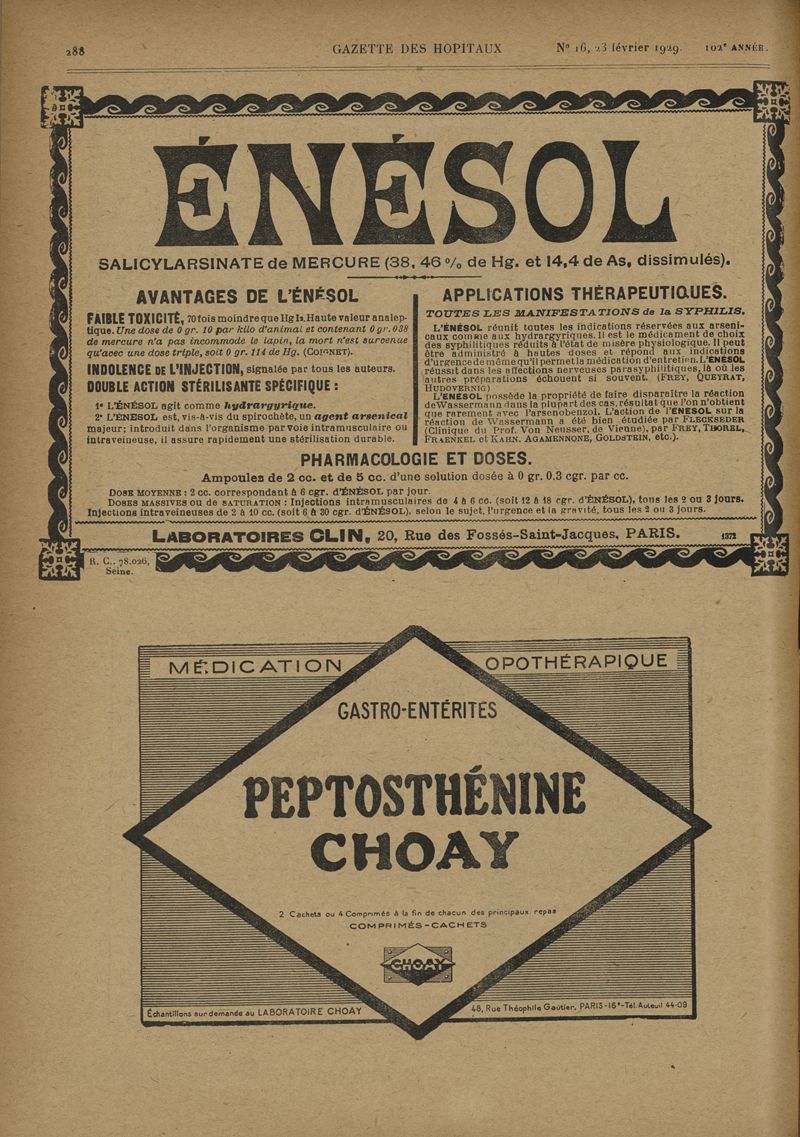 288
GAZETTE DES HOPITAUX
N° 16, 23 février 1929.
102e ANNÉE.
ÉNÉSOL
SALICYLARSINATE de MERCURE (38, 46 % de Hg. et 14,4 de As, dissimulés).
AVANTAGES DE L'ÉNÉSOL
FAIBLE TOXICITÉ, 70 fois moindre que Hg I2. Haute valeur analep-
tique. Une dose de 0 gr. 10 par kilo d'animal et contenant 0 gr. 038
de mercure n'a pas incommodé le lapin, la mort n'est survenue
qu'avec une dose triple, soit 0 gr. 114 de Hg. (COIGNET).
INDOLENCE DE L'INJECTION, signalée par tous les auteurs.
DOUBLE ACTION STÉRILISANTE SPÉCIFIQUE :
1° L'ÉNÉSOL agit comme hydrargyrique.
2° L'ÉNÉSOL est, vis-à-vis du spirochète, un agent arsenical
majeur; introduit dans l'organisme par voie intramusculaire ou
intraveineuse, il assure rapidement une stérilisation durable.
APPLICATIONS THÉRAPEUTIQUES.
TOUTES LES MANIFESTATIONS de la SYPHILIS.
L'ÉNÉSOL réunit toutes les indications réservées aux arseni-
caux comme aux hydrargyriques. Il est le médicament de choix
des syphilitiques réduits à l'état de misère physiologique. Il peut
être administré à hautes doses et répond aux indications
d'urgence de même qu'il permet la médication d'entretien. L'ÉNÉSOL
réussit dans les affections nerveuses parasyphilitiques, là où les
autres préparations échouent si souvent. (FREY, QUEYRAT,
HUDOVERNIG)
L'ÉNÉSOL possède la propriété de faire disparaître la réaction
de Wassermann dans la plupart des cas, résultat que l'on n'obtient
que rarement avec l'arsenobenzol. L'action de l'ÉNÉSOL sur la
réaction de Wassermann a été bien étudiée par FLECKSEDER
(Clinique du Prof. Von Neusser, de Vienne), par FREY, THOREL,
FRAENKEL et KAHN, AGAMENNONE, GOLDSTEIN, etc.).
PHARMACOLOGIE ET DOSES.
Ampoules de 2 cc. et de 5 cc. d'une solution dosée à 0 gr. 0.3 cgr. par cc.
DOSE MOYENNE : 2 cc. correspondant à 6 cgr. d'ÉNÉSOL par jour.
DOSES MASSIVES OU de SATURATION : Injections intramusculaires de 4 à 6 cc. (soit 12 à 18 cgr. d'ÉNÉSOL), tous les 2 ou 3 jours.
Injections intraveineuses de 2 à 10 cc. (soit 6 à 30 cgr. d'ÉNÉSOL), selon le sujet, l'urgence et la gravité, tous les 2 ou 3 jours.
LABORATOIRES CLIN, 20, Rue des Fossés-Saint-Jacques, PARIS.
1372
R. C.. 78.026,
Seine.
MÉDICATION
OPOTHÉRAPIQUE
GASTRO-ENTÉRITES
PEPTOSTHÉNINE
CHOAY
2 Cachets ou 4 Comprimés à la fin de chacun des principaux repas
COMPRIMÉS-CACHETS
CHOAY
Échantillons sur demande au LABORATOIRE CHOAY
48, Rue Théophile Gautier, PARIS-16e-Tél. Auteuil 44-09